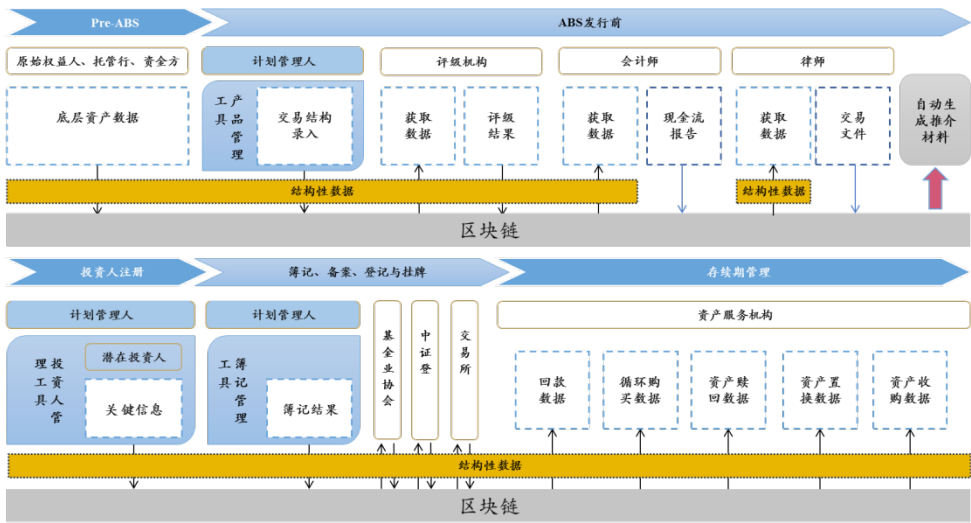 Pre-ABS
ABS发行前
原始权益人、托管行、资金方
计划管理人
评级机构
会计师
律师
底层资产数据
产品管理
工具
交易结构
录入
获取
数据
评级
结果
获取
数据
现金流
报告
获取
数据
交易
文件
自动生
成推介
材料
结构性数据
结构性数据
区块链
投资人注册
簿记、备案、登记与挂牌
存续期管理
计划管理人
计划管理人
基金业协会
中证登
交易所
资产服务机构
投资人管
理工具
潜在投资人
关键信息
簿记管理
工具
簿记结果
回款
数据
循环购
买数据
资产赎
回数据
资产置
换数据
资产收
购数据
结构性数据
区块链